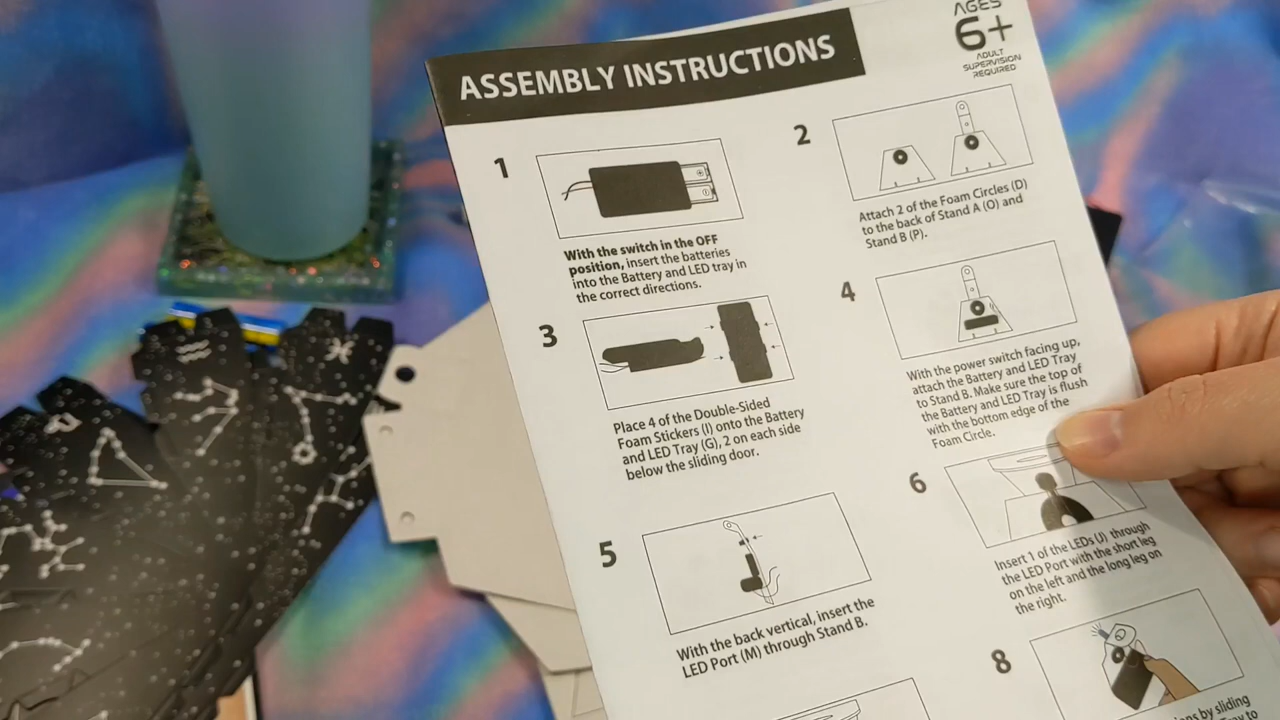 ASSEMBLY INSTRUCTIONS
AGES
6+
ADULT
SUPERVISION
REQUIRED
1
With the switch in the OFF
position, insert the batteries
into the Battery and LED tray in
the correct directions.
2
Attach 2 of the Foam Circles (D)
to the back of Stand A (O) and
Stand B (P).
3
Place 4 of the Double-Sided
Foam Stickers (I) onto the Battery
and LED Tray (G), 2 on each side
below the sliding door.
4
With the power switch facing up,
attach the Battery and LED Tray
to Stand B. Make sure the top of
the Battery and LED Tray is flush
with the bottom edge of the
Foam Circle.
5
With the back vertical, insert the
LED Port (M) through Stand B.
6
Insert 1 of the LEDs (J) through
the LED Port with the short leg
on the left and the long leg on
the right.
8
by sliding
to